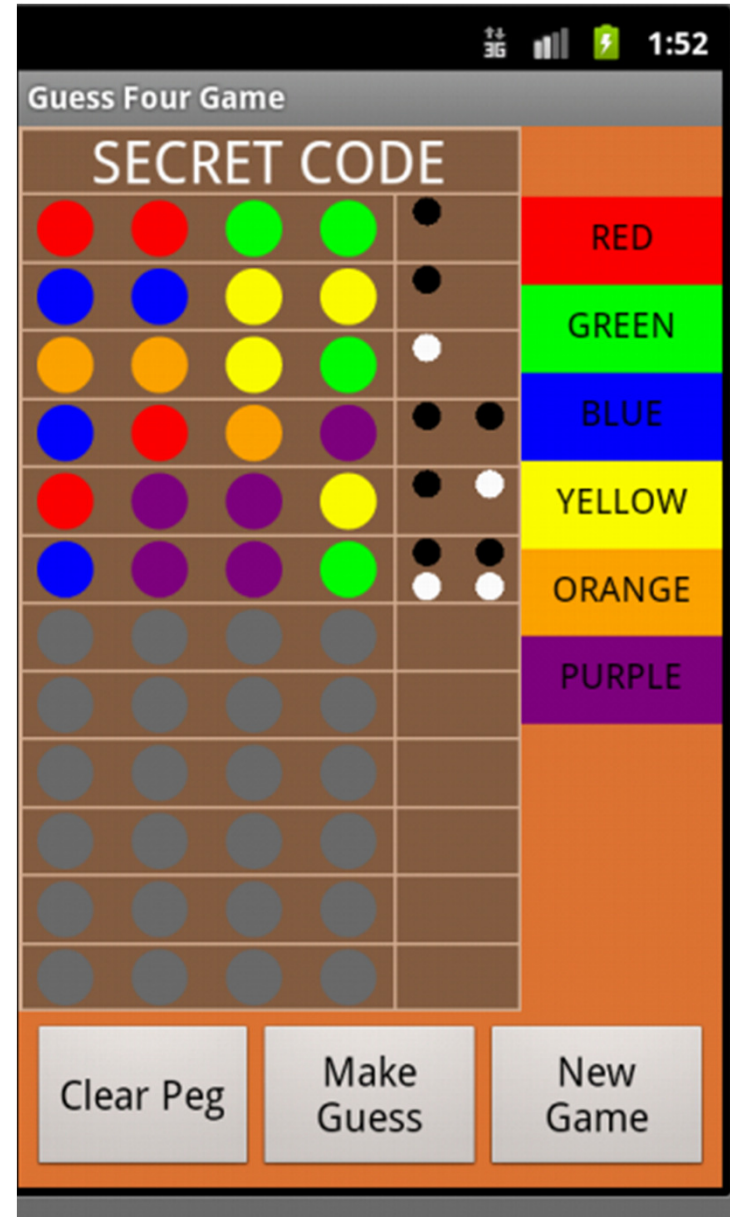 3G
1:52
Guess Four Game
SECRET CODE
RED
GREEN
BLUE
YELLOW
ORANGE
PURPLE
Clear Peg
Make
Guess
New
Game